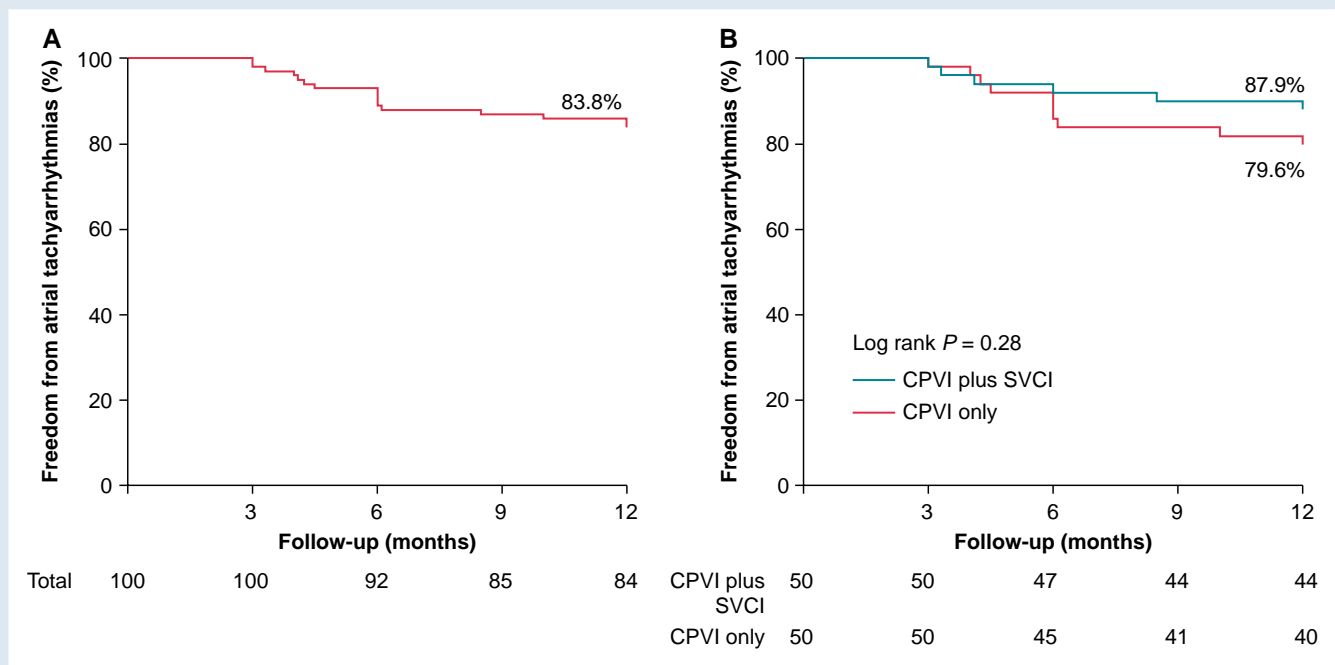 A
Freedom from atrial tachyarrhythmias (%)
100
80
60
40
20
0
83.8%
3 6 9 12
Follow-up (months)
Total 100 100 92 85 84
B
Freedom from atrial tachyarrhythmias (%)
100
80
60
40
20
0
87.9%
79.6%
Log rank P = 0.28
CPVI plus SVCI
CPVI only
3 6 9 12
Follow-up (months)
CPVI plus 50 50 47 44 44
SVCI
CPVI only 50 50 45 41 40